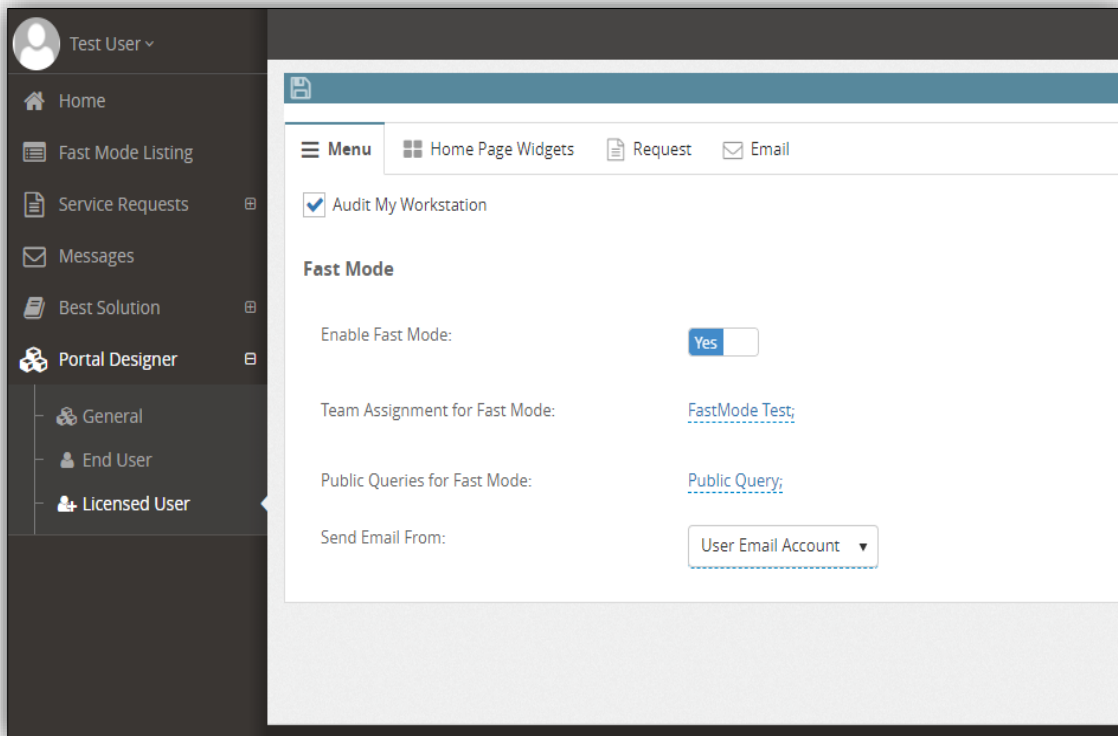 Test User
Home
Fast Mode Listing
Service Requests
Messages
Best Solution
Portal Designer
General
End User
Licensed User
Menu
Home Page Widgets
Request
Email
Audit My Workstation
Fast Mode
Enable Fast Mode:
Yes
Team Assignment for Fast Mode:
FastMode Test;
Public Queries for Fast Mode:
Public Query;
Send Email From:
User Email Account